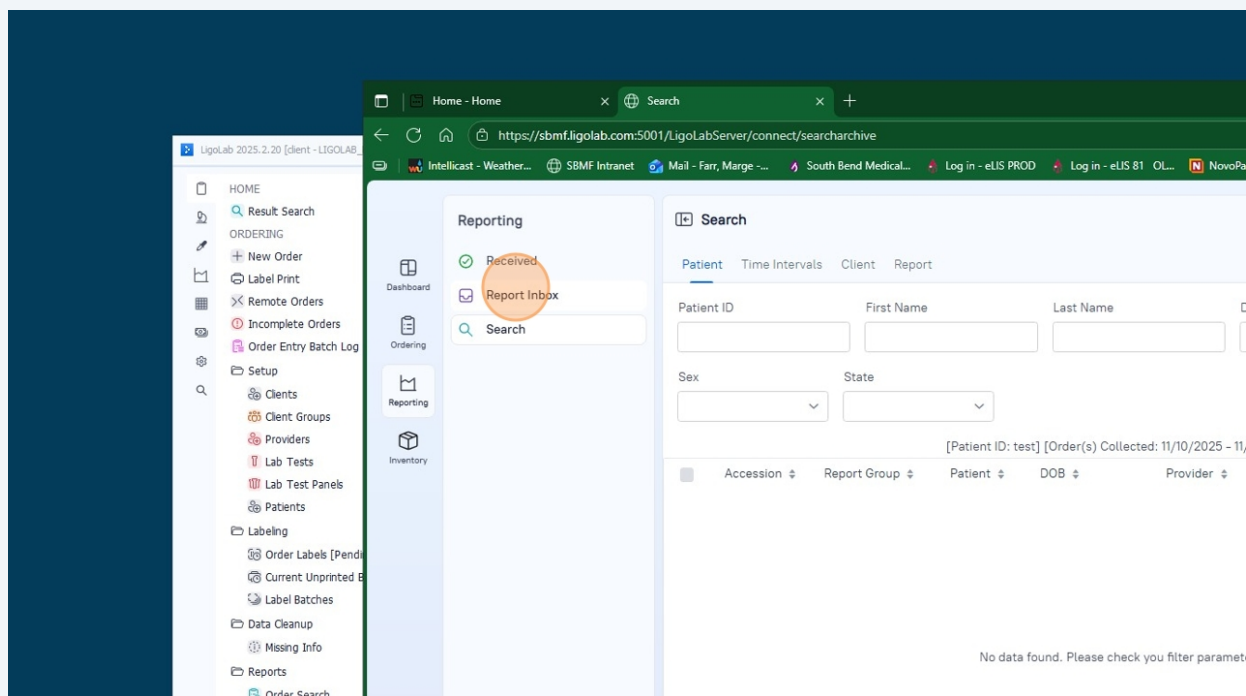 Home - Home
Search
https://sbmf.ligolab.com:5001/LigoLabServer/connect/searcharchive
Intellicast - Weather...
SBMF Intranet
Mail - Farr, Marge -...
South Bend Medical...
Log in - eLIS PROD
Log in - eLIS 81 OL...
NovoPa
LigoLab 2025.2.20 [client - LIGOLAB_
HOME
Result Search
ORDERING
New Order
Label Print
Remote Orders
Incomplete Orders
Order Entry Batch Log
Setup
Clients
Client Groups
Providers
Lab Tests
Lab Test Panels
Patients
Labeling
Order Labels [Pendi
Current Unprinted B
Label Batches
Data Cleanup
Missing Info
Reports
Order Search
Dashboard
Ordering
Reporting
Inventory
Reporting
Received
Report Inbox
Search
Search
Patient Time Intervals Client Report
Patient ID First Name Last Name D
Sex State
[Patient ID: test] [Order(s) Collected: 11/10/2025 - 11/
Accession Report Group Patient DOB Provider
No data found. Please check you filter paramet